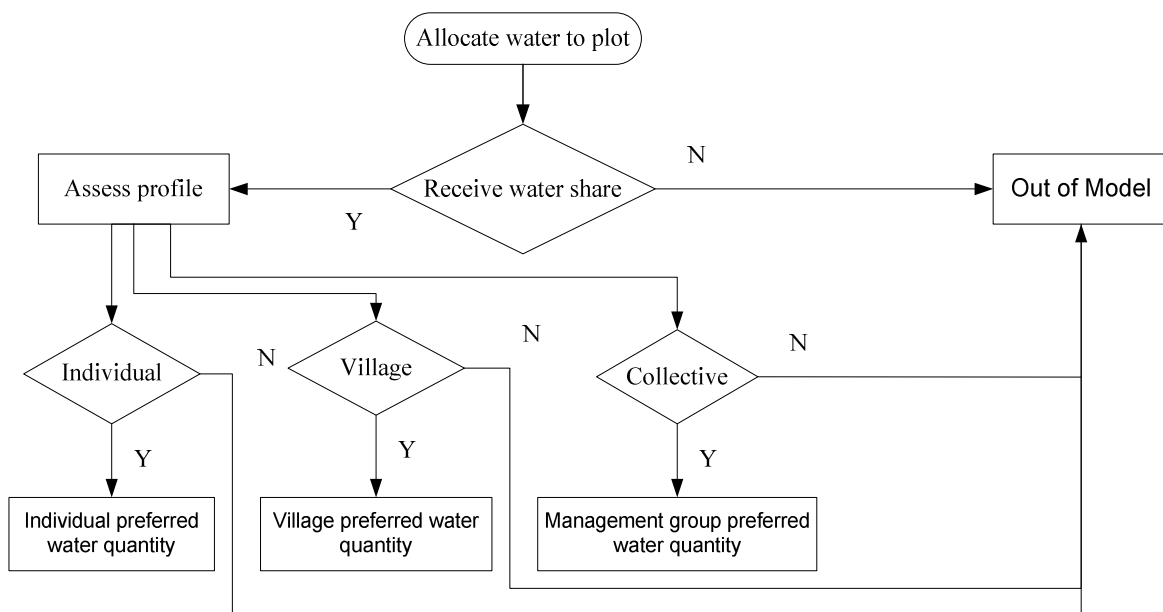 Allocate water to plot
N
Assess profile
Receive water share
Out of Model
Y
N
N
N
Individual
Village
Collective
Y
Y
Y
Individual preferred
water quantity
Village preferred water
quantity
Management group preferred
water quantity